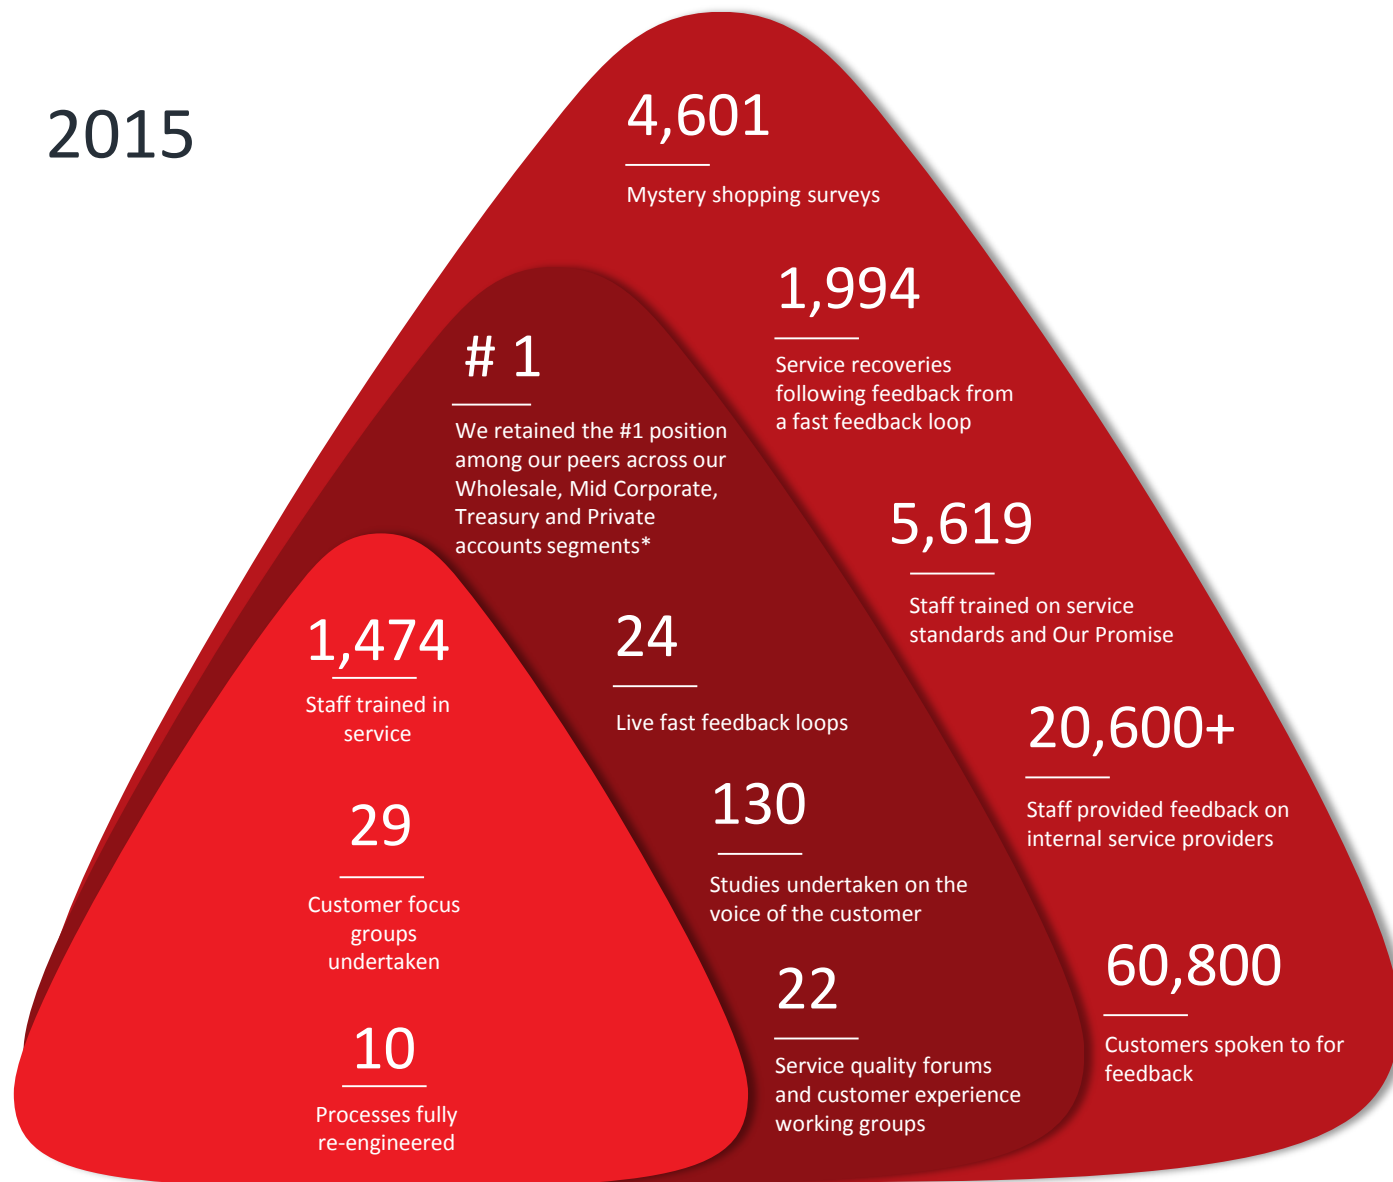 2015
4,601
Mystery shopping surveys
1,994
Service recoveries
following feedback from
a fast feedback loop
5,619
Staff trained on service
standards and Our Promise
20,600+
Staff provided feedback on
internal service providers
60,800
Customers spoken to for
feedback
# 1
We retained the #1 position
among our peers across our
Wholesale, Mid Corporate,
Treasury and Private
accounts segments*
24
Live fast feedback loops
130
Studies undertaken on the
voice of the customer
22
Service quality forums
and customer experience
working groups
1,474
Staff trained in
service
29
Customer focus
groups
undertaken
10
Processes fully
re-engineered